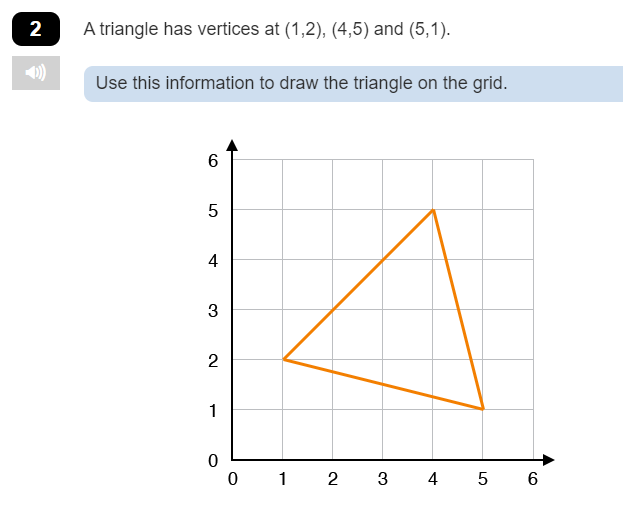 2
A triangle has vertices at (1,2), (4,5) and (5,1).
Use this information to draw the triangle on the grid.
6
5
4
3
2
1
0
0 1 2 3 4 5 6